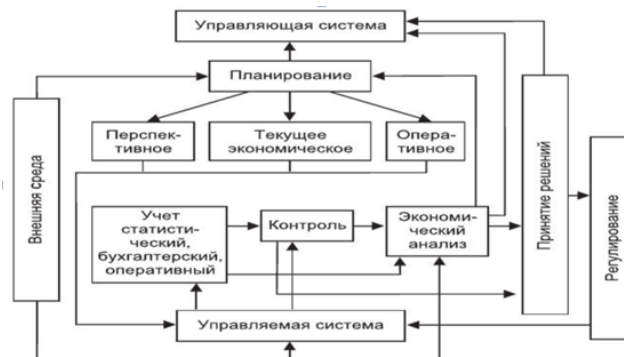 Управляющая система
Планирование
Перспек-
тивное
Текущее
экономическое
Опера-
тивное
Внешняя среда
Учет
статисти-
ческий,
бухгалтерский,
оперативный
Контроль
Экономи-
ческий
анализ
Принятие решений
Регулирование
Управляемая система